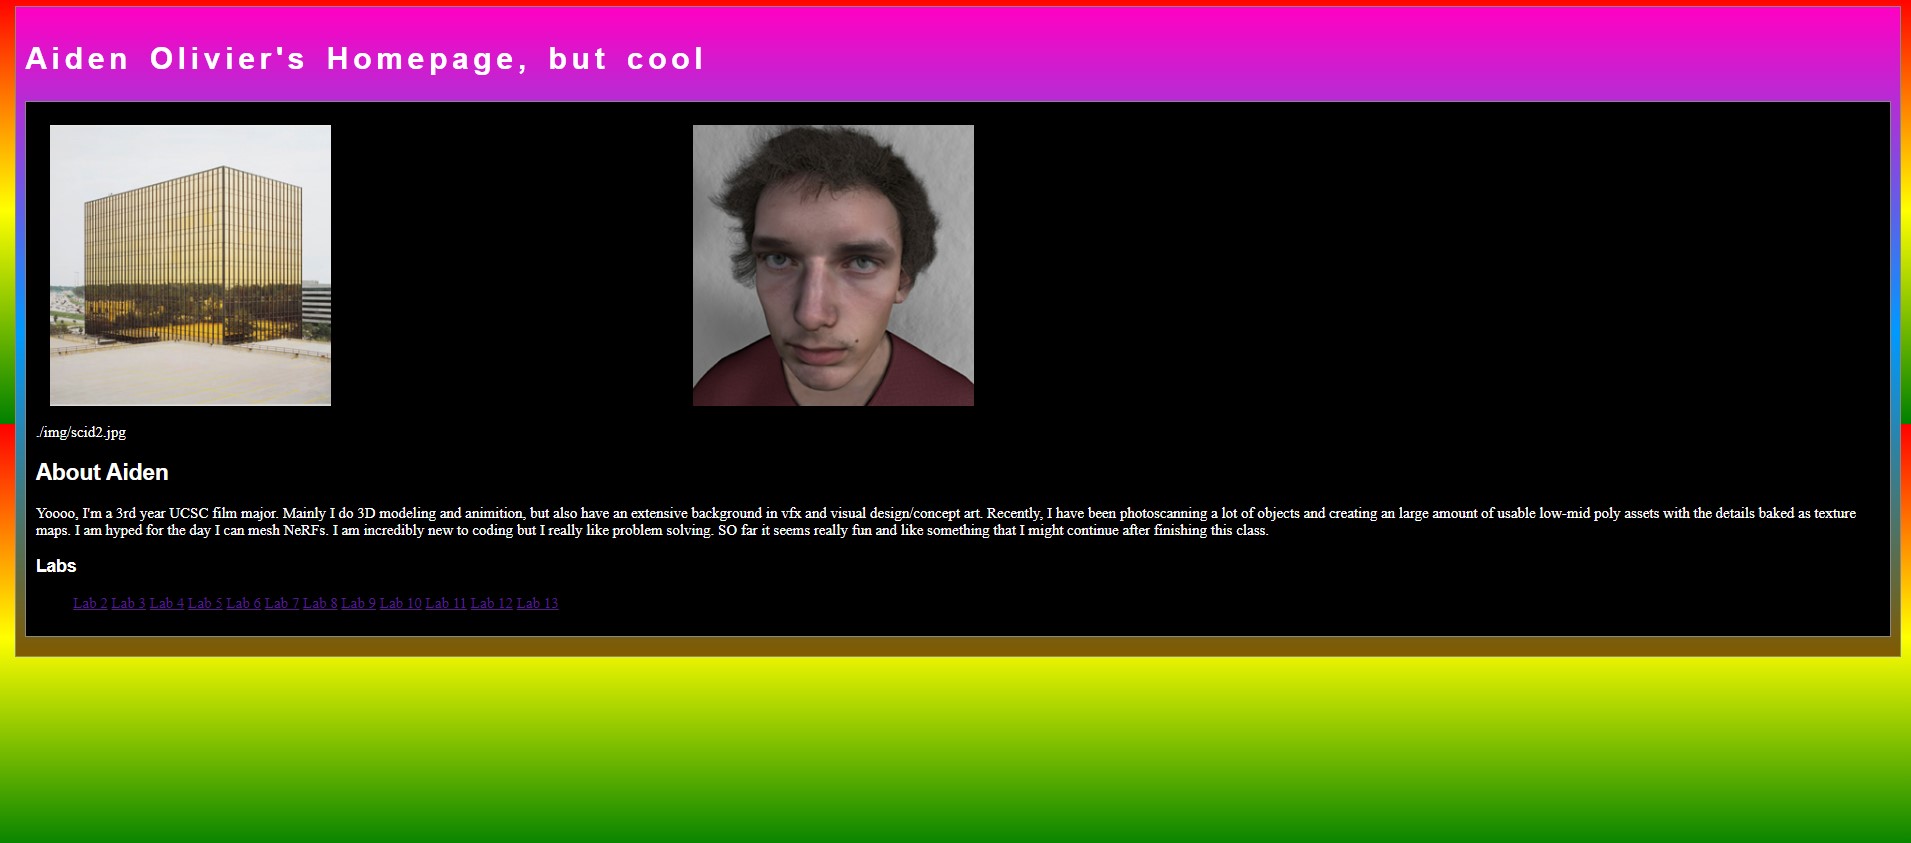 Aiden Olivier's Homepage, but cool
./img/scid2.jpg
About Aiden
Yoooo, I'm a 3rd year UCSC film major. Mainly I do 3D modeling and animition, but also have an extensive background in vfx and visual design/concept art. Recently, I have been photoscanning a lot of objects and creating an large amount of usable low-mid poly assets with the details baked as texture
maps. I am hyped for the day I can mesh NeRFs. I am incredibly new to coding but I really like problem solving. SO far it seems really fun and like something that I might continue after finishing this class.
Labs
Lab 2 Lab 3 Lab 4 Lab 5 Lab 6 Lab 7 Lab 8 Lab 9 Lab 10 Lab 11 Lab 12 Lab 13